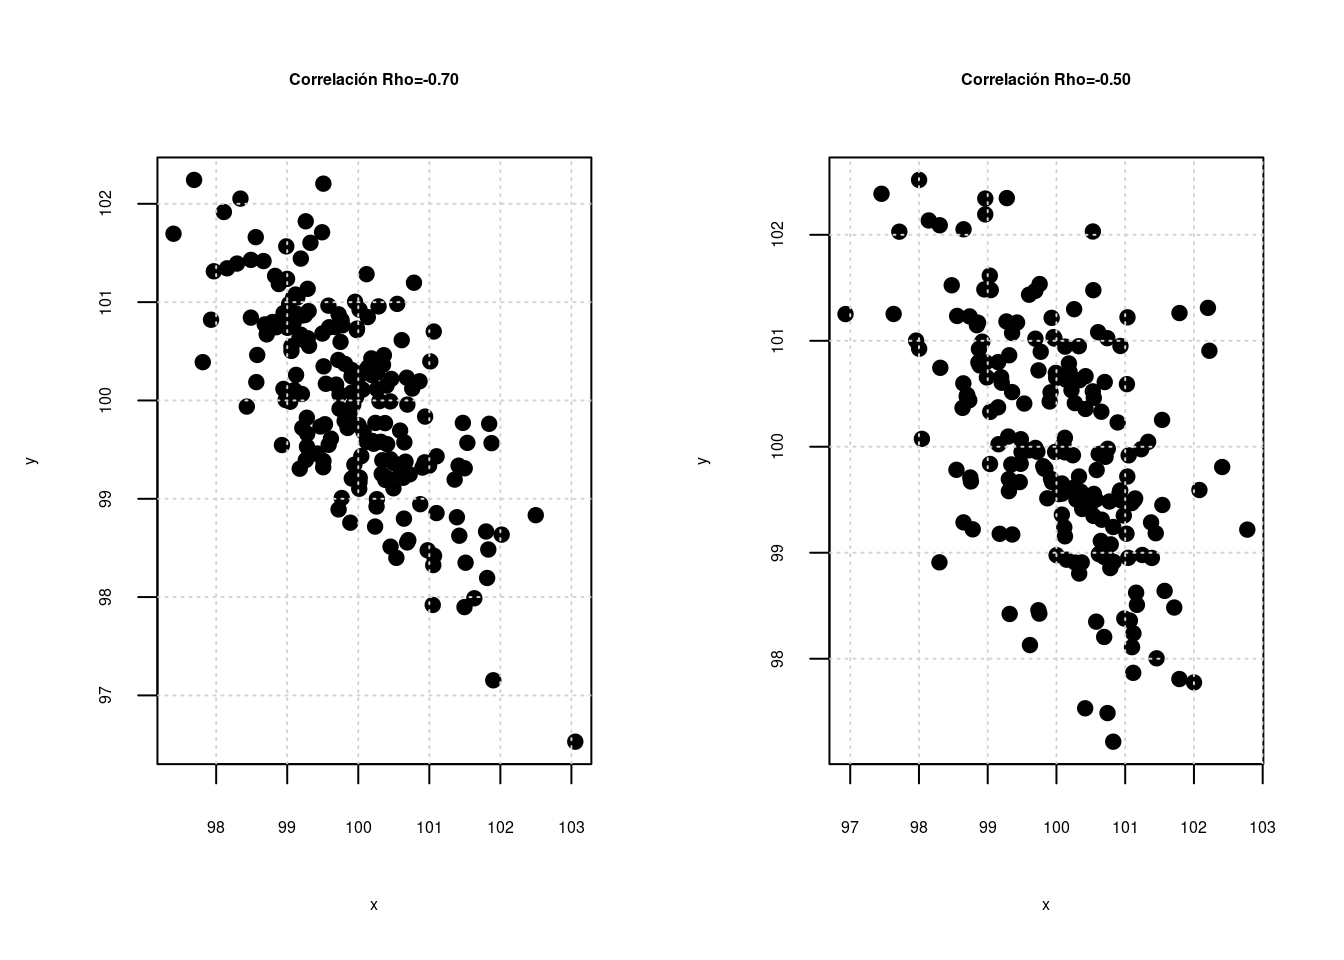 Correlación Rho=-0.70
y
102
101
100
99
98
97
98 99 100 101 102 103
x
Correlación Rho=-0.50
y
102
101
100
99
98
97 98 99 100 101 102 103
x